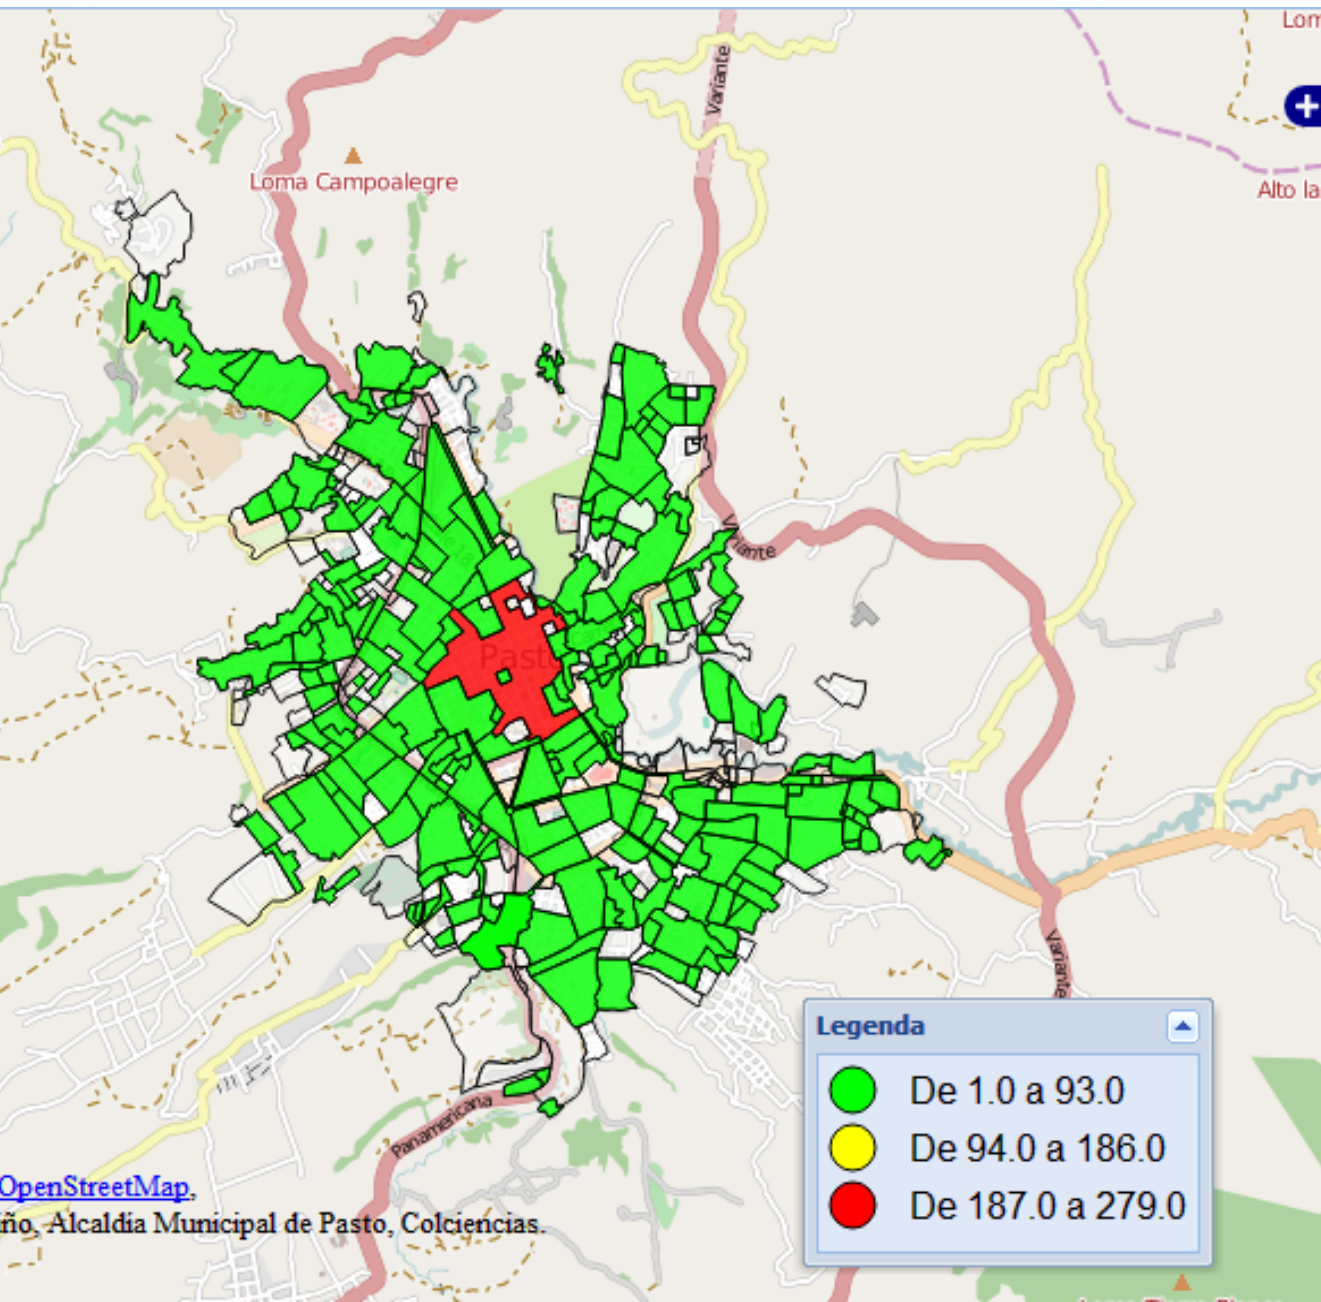 Lom
Variante
+
Loma Campoalegre
Alto la
Variante
Pasto
Variante
Legenda
De 1.0 a 93.0
De 94.0 a 186.0
De 187.0 a 279.0
Panamericana
OpenStreetMap,
iño, Alcaldía Municipal de Pasto, Colciencias.